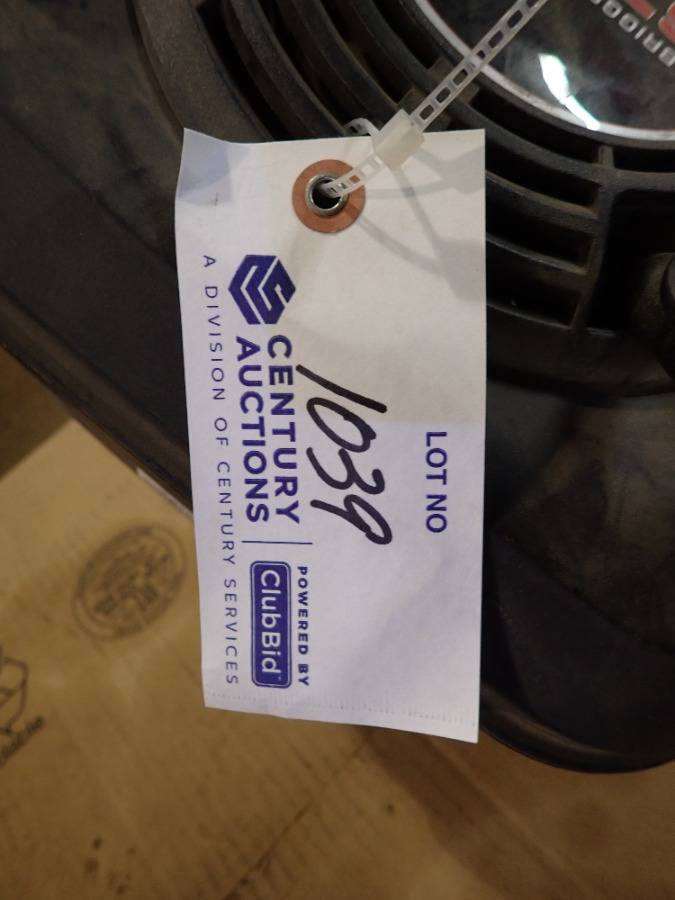 LOT NO
1039
CENTURY
AUCTIONS
POWERED BY
ClubBid
A DIVISION OF CENTURY SERVICES